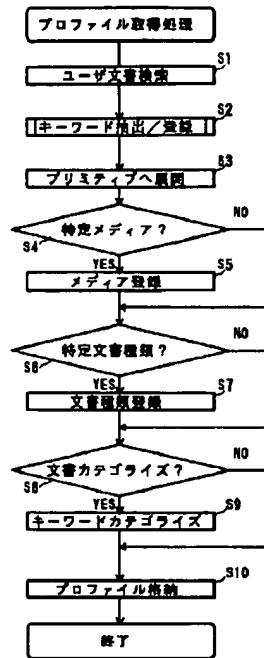 プロファイル取得処理
S1
ユーザ文書検索
S2
キーワード抽出/登録
S3
プリミティブへ展開
特定メディア?
NO
S4
YES
S5
メディア登録
特定文書種類?
NO
S6
YES
S7
文書種類登録
文書カテゴライズ?
NO
S8
YES
S9
キーワードカテゴライズ
S10
プロファイル格納
終了